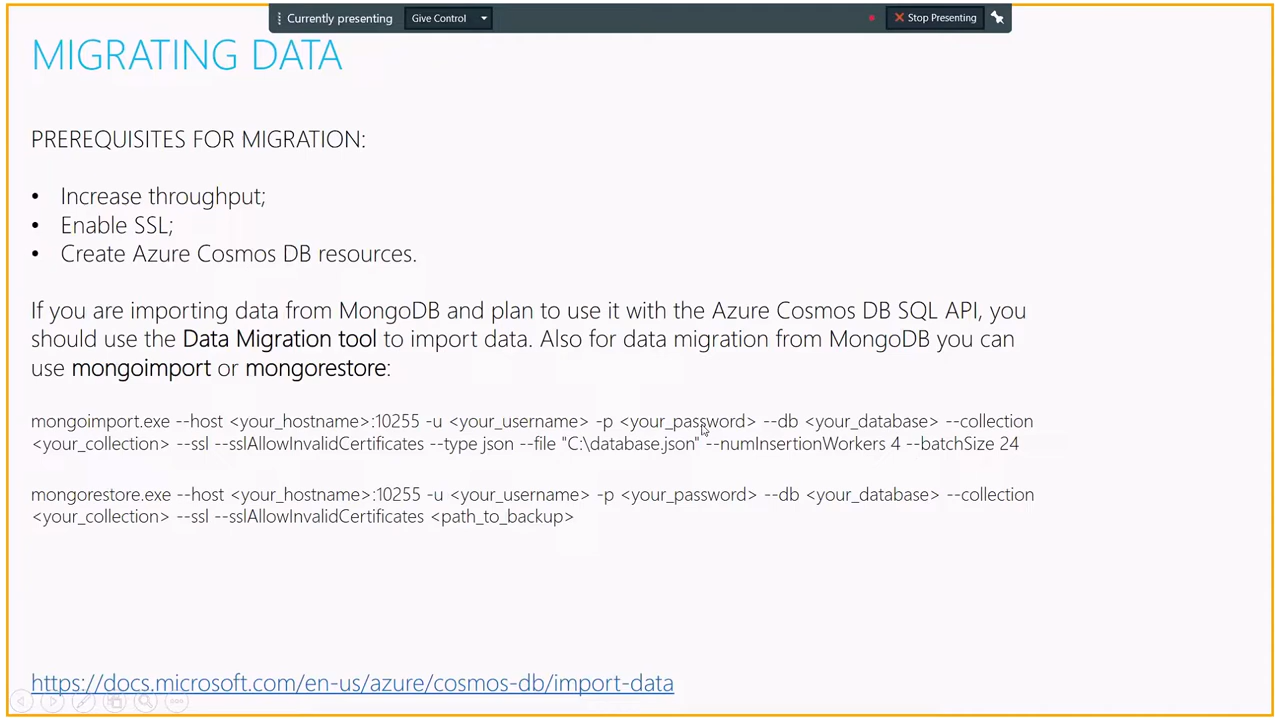 Currently presenting Give Control Stop Presenting
MIGRATING DATA
PREREQUISITES FOR MIGRATION:
• Increase throughput;
• Enable SSL;
• Create Azure Cosmos DB resources.
If you are importing data from MongoDB and plan to use it with the Azure Cosmos DB SQL API, you
should use the Data Migration tool to import data. Also for data migration from MongoDB you can
use mongoimport or mongorestore:
mongoimport.exe --host <your_hostname>:10255 -u <your_username> -p <your_password> --db <your_database> --collection
<your_collection> --ssl --sslAllowInvalidCertificates --type json --file "C:\database.json" --numInsertionWorkers 4 --batchSize 24
mongorestore.exe --host <your_hostname>:10255 -u <your_username> -p <your_password> --db <your_database> --collection
<your_collection> --ssl --sslAllowInvalidCertificates <path_to_backup>
https://docs.microsoft.com/en-us/azure/cosmos-db/import-data